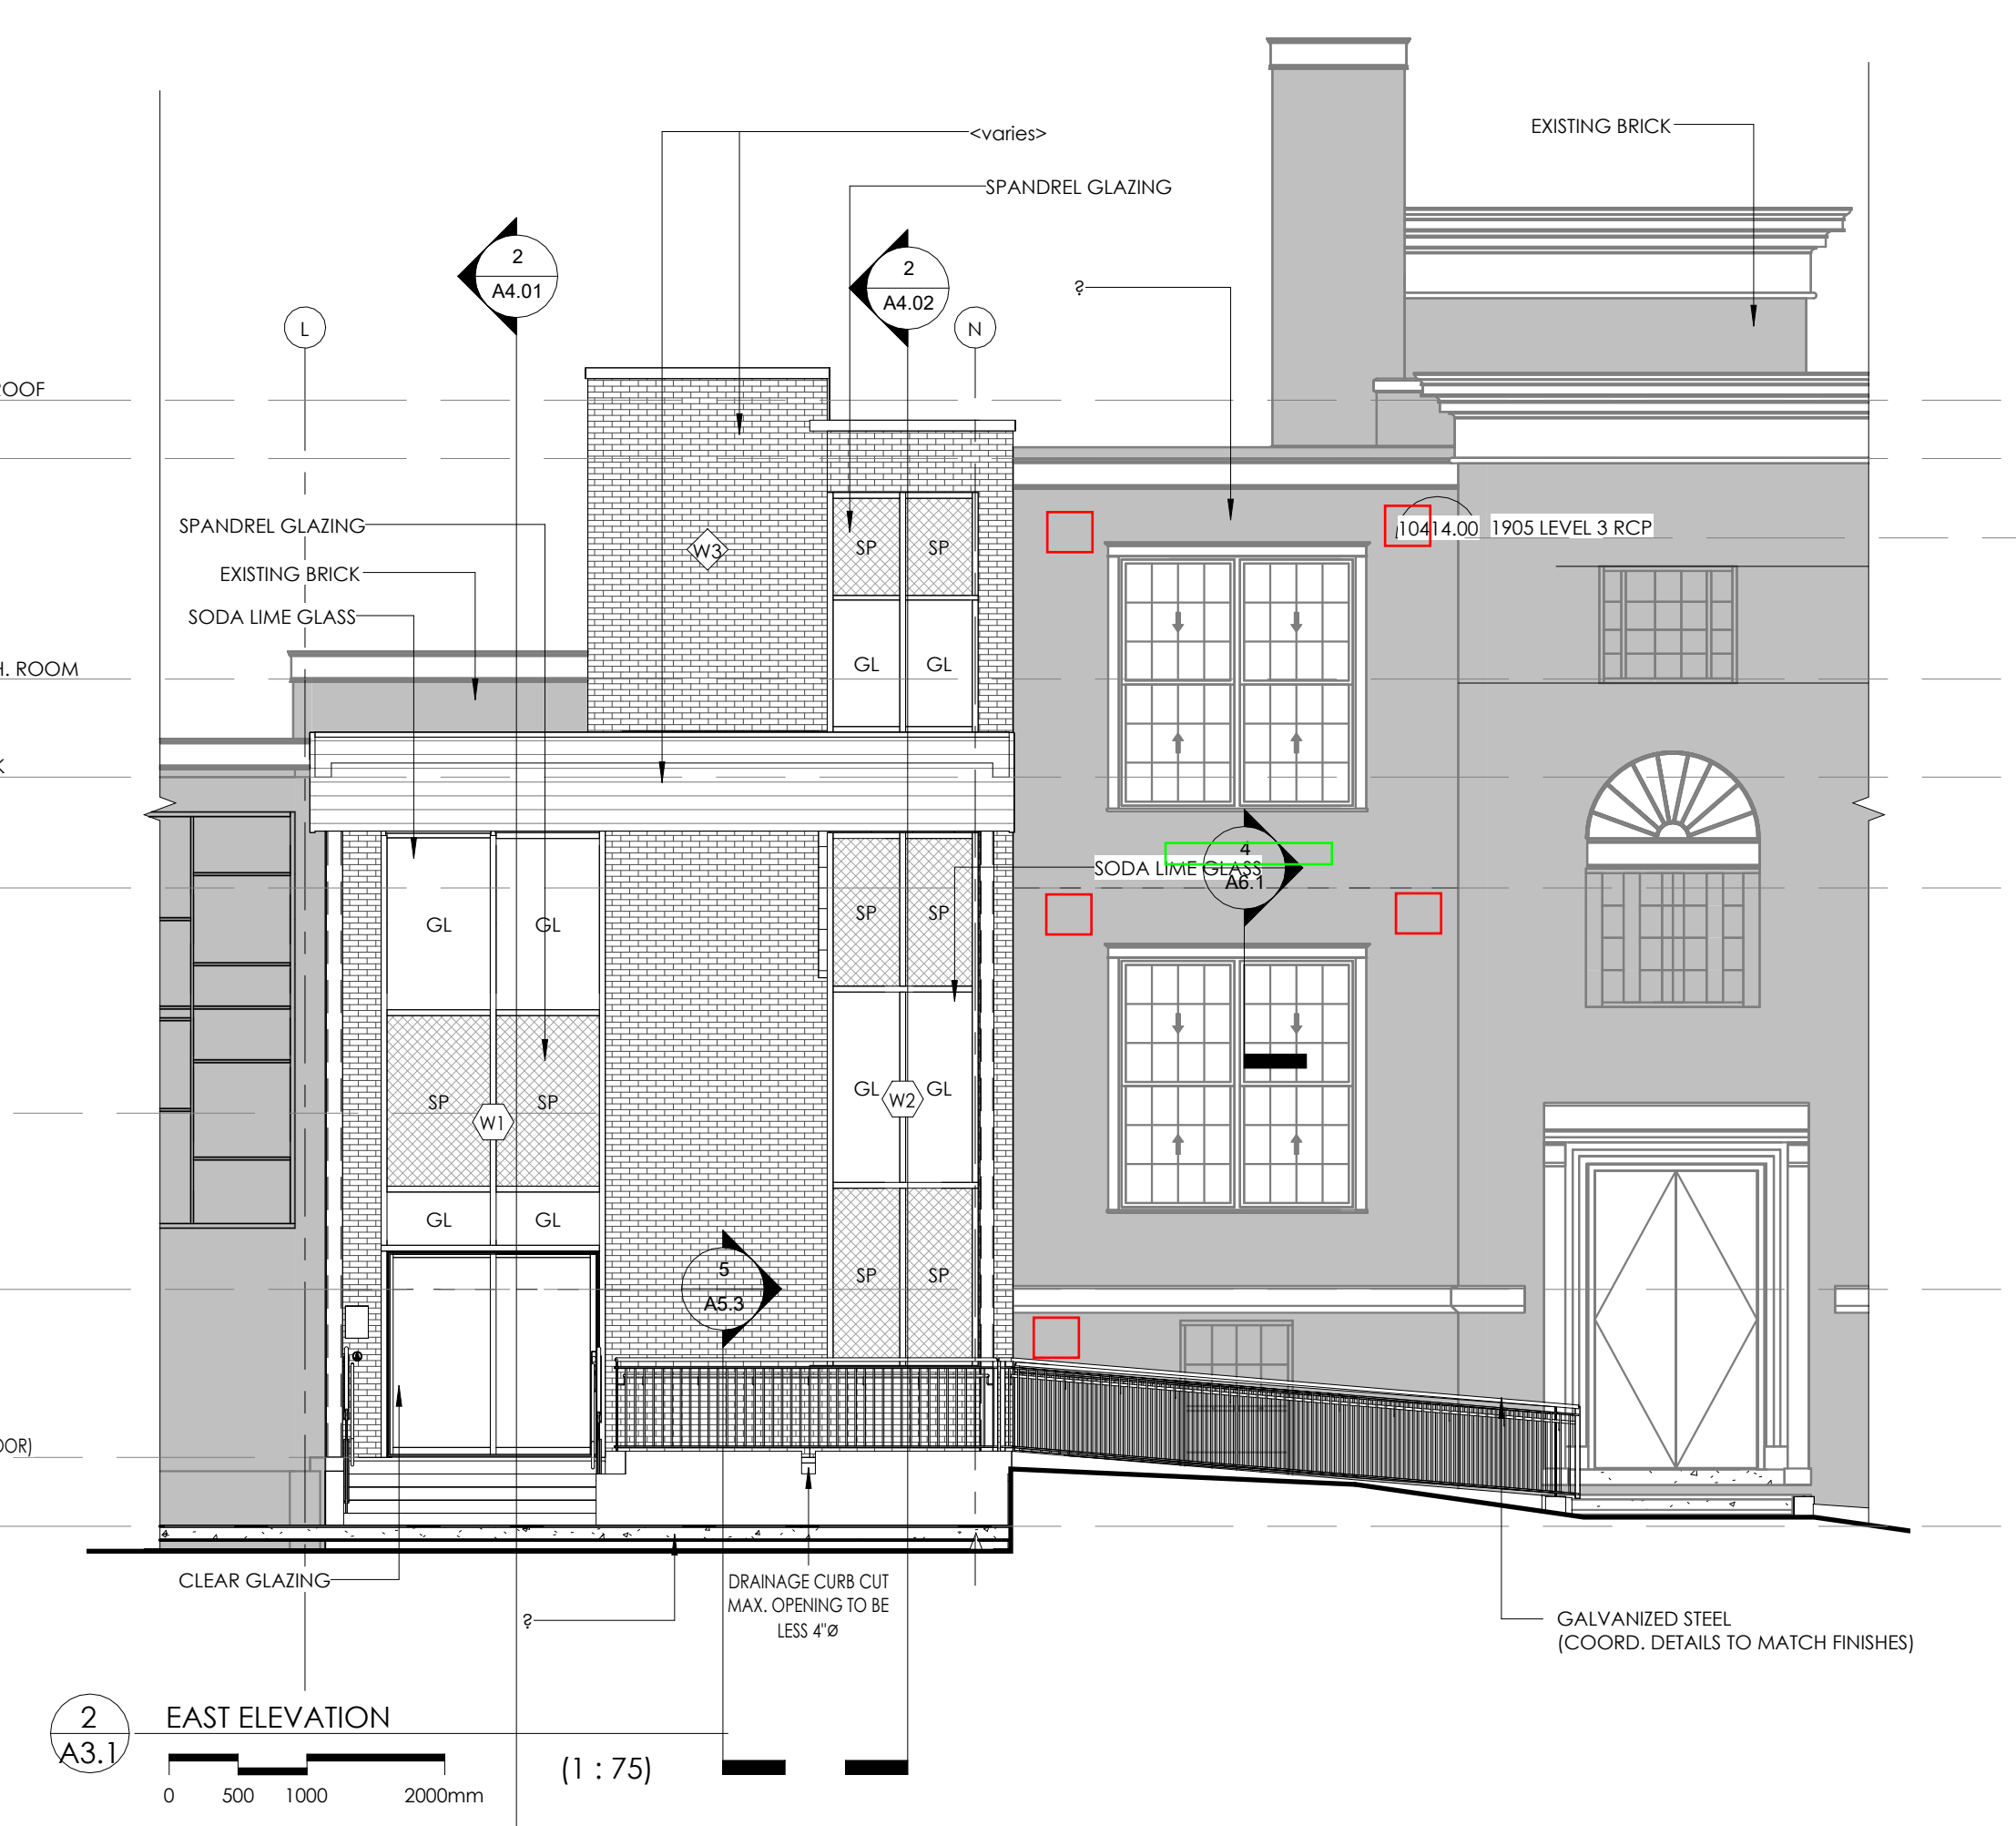 <varies>
EXISTING BRICK
SPANDREL GLAZING
2
A4.01
2
A4.02
?
L
N
OOF
SPANDREL GLAZING
W3
SP
SP
10414.00
1905 LEVEL 3 RCP
EXISTING BRICK
SODA LIME GLASS
H. ROOM
GL
GL
K
4
SODA LIME GLASS
A6.1
GL
GL
SP
SP
SP
SP
W1
GL
GL
W2
GL
GL
5
A5.3
SP
SP
OOR)
CLEAR GLAZING
?
DRAINAGE CURB CUT
MAX. OPENING TO BE
LESS 4"Ø
GALVANIZED STEEL
(COORD. DETAILS TO MATCH FINISHES)
2
A3.1
EAST ELEVATION
(1 : 75)
0
500
1000
2000mm